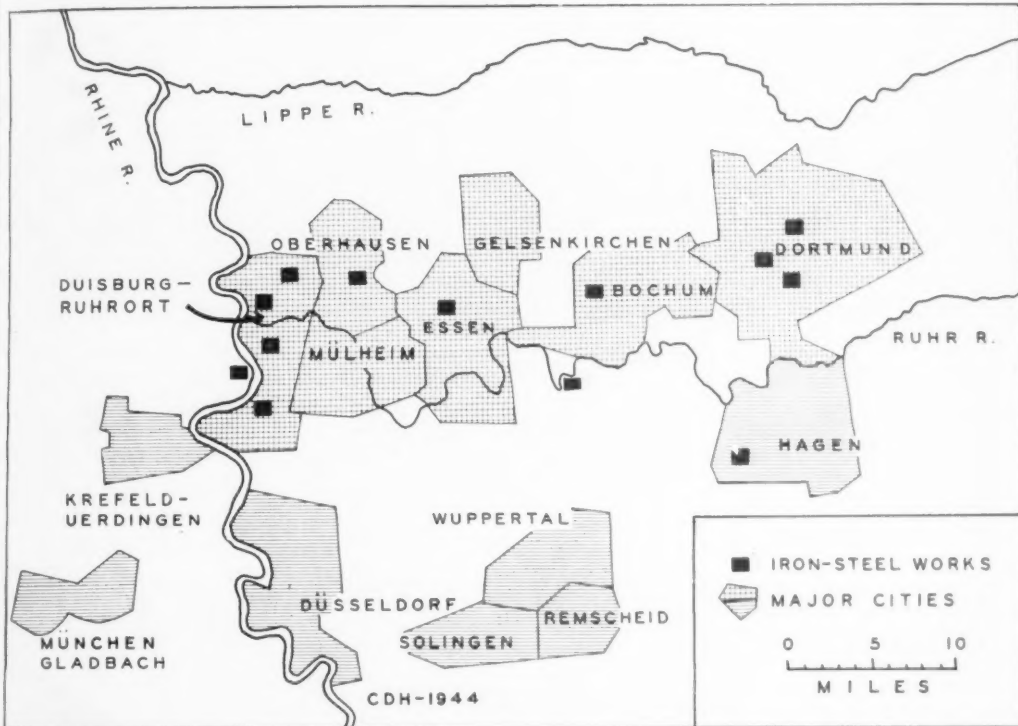 RHINE R.
LIPPE R.
OBERHAUSEN
GELSENKIRCHEN
DORTMUND
DUISBURG-
RUHRORT
BOCHUM
ESSEN
MÜLHEIM
RUHR R.
HAGEN
KREFELD-
UERDINGEN
WUPPERTAL
DÜSSELDORF
REMSCHEID
SOLINGEN
MÜNCHEN
GLADBACH
CDH-1944
IRON-STEEL WORKS
MAJOR CITIES
0 5 10
MILES